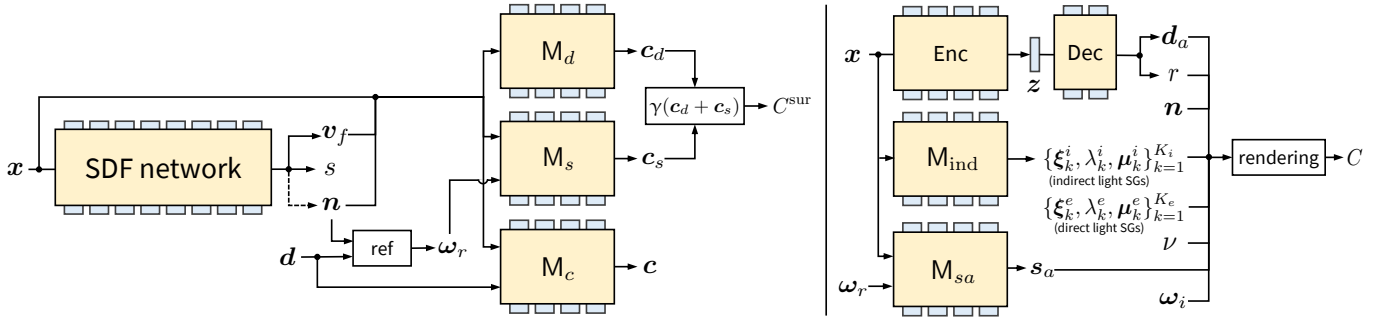 x
SDF network
v_f
s
n
d
ref
ω_r
M_d
M_s
M_c
c_d
c_s
c
γ(c_d + c_s)
C^sur
x
Enc
z
Dec
d_a
r
n
M_ind
{ξ_k^i, λ_k^i, μ_k^i}_{k=1}^{K_i}
(indirect light SGs)
{ξ_k^e, λ_k^e, μ_k^e}_{k=1}^{K_e}
(direct light SGs)
ν
ω_r
M_sa
s_a
ω_i
rendering
C